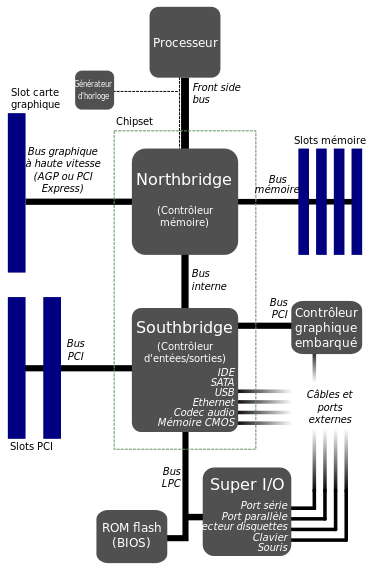 Processeur
Générateur
d'horloge
Front side
bus
Slot carte
graphique
Chipset
Bus graphique
à haute vitesse
(AGP ou PCI
Express)
Northbridge
(Contrôleur
mémoire)
Bus
mémoire
Slots mémoire
Bus
interne
Southbridge
(Contrôleur
d'entées/sorties)
IDE
SATA
USB
Ethernet
Codec audio
Mémoire CMOS
Bus
PCI
Contrôleur
graphique
embarqué
Bus
PCI
Slots PCI
Câbles et
ports
externes
Bus
LPC
Super I/O
Port série
Port parallèle
ecteur disquettes
Clavier
Souris
ROM flash
(BIOS)